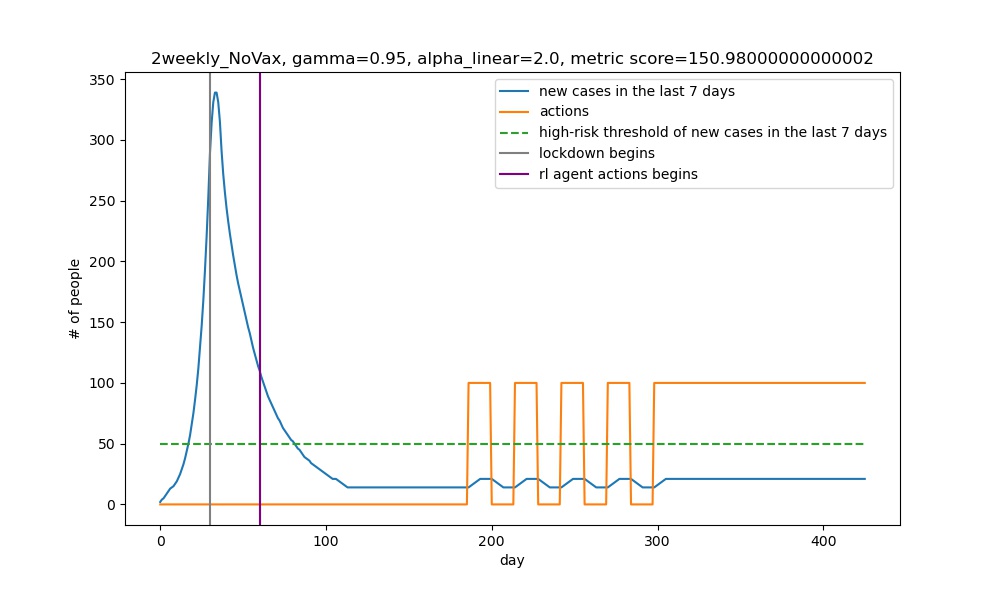 2weekly_NoVax, gamma=0.95, alpha_linear=2.0, metric score=150.98000000000002
new cases in the last 7 days
actions
high-risk threshold of new cases in the last 7 days
lockdown begins
rl agent actions begins
# of people
350
300
250
200
150
100
50
0
0 100 200 300 400
day